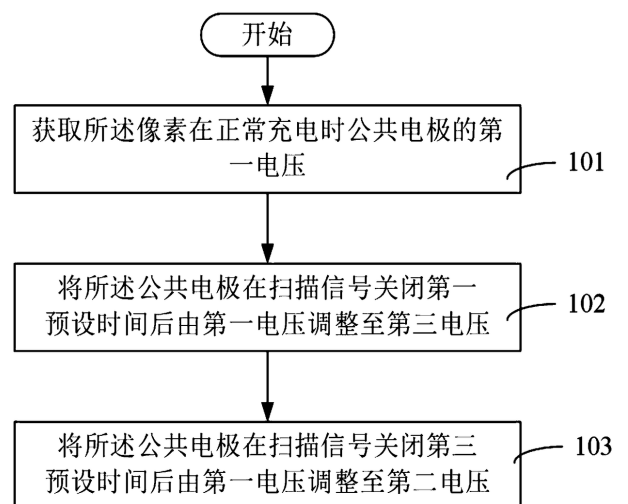 开始
获取所述像素在正常充电时公共电极的第
一电压
101
将所述公共电极在扫描信号关闭第一
预设时间后由第一电压调整至第三电压
102
将所述公共电极在扫描信号关闭第三
预设时间后由第一电压调整至第二电压
103